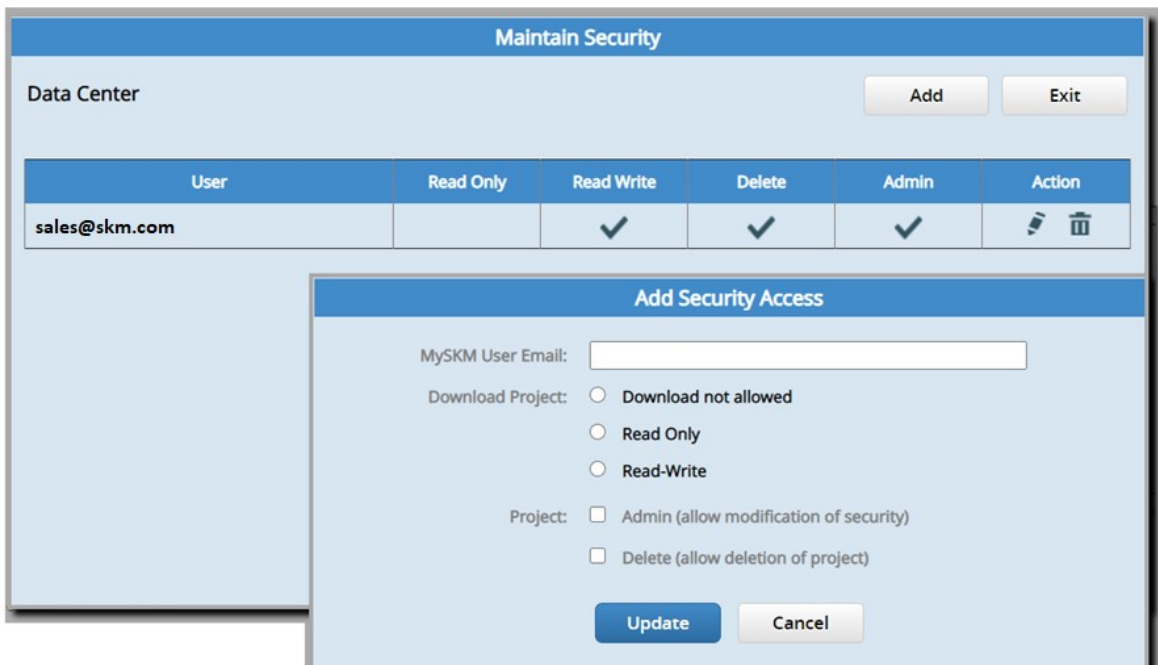 Maintain Security
Data Center
Add
Exit
User Read Only Read Write Delete Admin Action
sales@skm.com
Add Security Access
MySKM User Email:
Download Project: Download not allowed
Read Only
Read-Write
Project: Admin (allow modification of security)
Delete (allow deletion of project)
Update Cancel